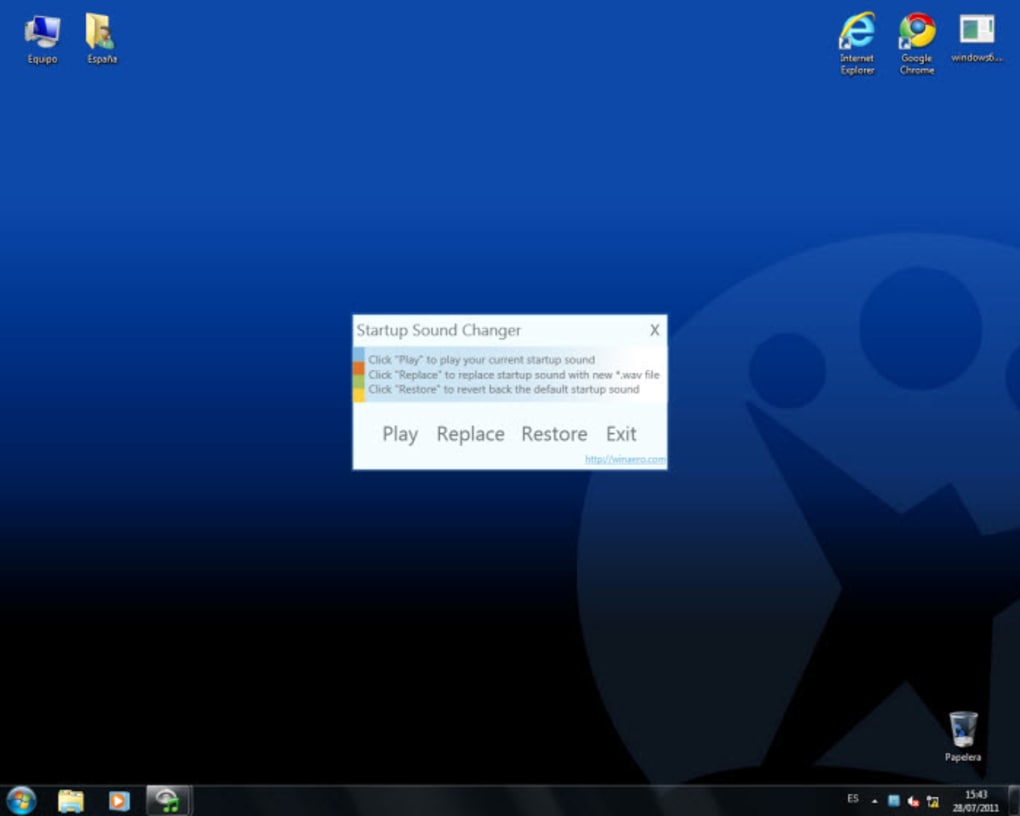 Equipo
España
Internet
Explorer
Google
Chrome
windows6...
Startup Sound Changer
X
Click "Play" to play your current startup sound
Click "Replace" to replace startup sound with new *.wav file
Click "Restore" to revert back the default startup sound
Play Replace Restore Exit
http://winaero.com
Papelera
ES
15:43
28/07/2011